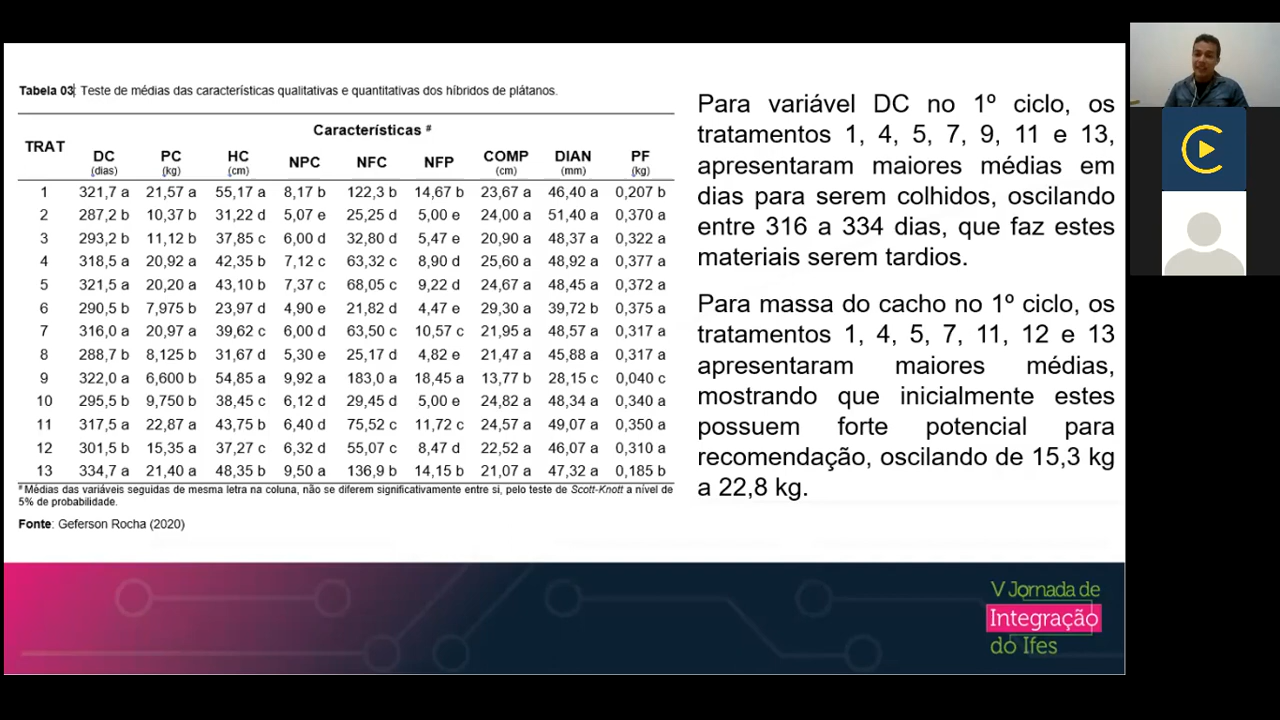 Tabela 03: Teste de médias das características qualitativas e quantitativas dos híbridos de plátanos.
Características #
TRAT DC (dias) PC (kg) HC (cm) NPC NFC NFP COMP (cm) DIAN (mm) PF (kg)
1 321,7 a 21,57 a 55,17 a 8,17 b 122,3 b 14,67 b 23,67 a 46,40 a 0,207 b
2 287,2 b 10,37 b 31,22 d 5,07 e 25,25 d 5,00 e 24,00 a 51,40 a 0,370 a
3 293,2 b 11,12 b 37,85 c 6,00 d 32,80 d 5,47 e 20,90 a 48,37 a 0,322 a
4 318,5 a 20,92 a 42,35 b 7,12 c 63,32 c 8,90 d 25,60 a 48,92 a 0,377 a
5 321,5 a 20,20 a 43,10 b 7,37 c 68,05 c 9,22 d 24,67 a 48,45 a 0,372 a
6 290,5 b 7,975 b 23,97 d 4,90 e 21,82 d 4,47 e 29,30 a 39,72 b 0,375 a
7 316,0 a 20,97 a 39,62 c 6,00 d 63,50 c 10,57 c 21,95 a 48,57 a 0,317 a
8 288,7 b 8,125 b 31,67 d 5,30 e 25,17 d 4,82 e 21,47 a 45,88 a 0,317 a
9 322,0 a 6,600 b 54,85 a 9,92 a 183,0 a 18,45 a 13,77 b 28,15 c 0,040 c
10 295,5 b 9,750 b 38,45 c 6,12 d 29,45 d 5,00 e 24,82 a 48,34 a 0,340 a
11 317,5 a 22,87 a 43,75 b 6,40 d 75,52 c 11,72 c 24,57 a 49,07 a 0,350 a
12 301,5 b 15,35 a 37,27 c 6,32 d 55,07 c 8,47 d 22,52 a 46,07 a 0,310 a
13 334,7 a 21,40 a 48,35 b 9,50 a 136,9 b 14,15 b 21,07 a 47,32 a 0,185 b
# Médias das variáveis seguidas de mesma letra na coluna, não se diferem significativamente entre si, pelo teste de Scott-Knott a nível de
5% de probabilidade.
Fonte: Geferson Rocha (2020)
Para variável DC no 1º ciclo, os
tratamentos 1, 4, 5, 7, 9, 11 e 13,
apresentaram maiores médias em
dias para serem colhidos, oscilando
entre 316 a 334 dias, que faz estes
materiais serem tardios.
Para massa do cacho no 1º ciclo, os
tratamentos 1, 4, 5, 7, 11, 12 e 13
apresentaram maiores médias,
mostrando que inicialmente estes
possuem forte potencial para
recomendação, oscilando de 15,3 kg
a 22,8 kg.
V Jornada de
Integração
do Ifes